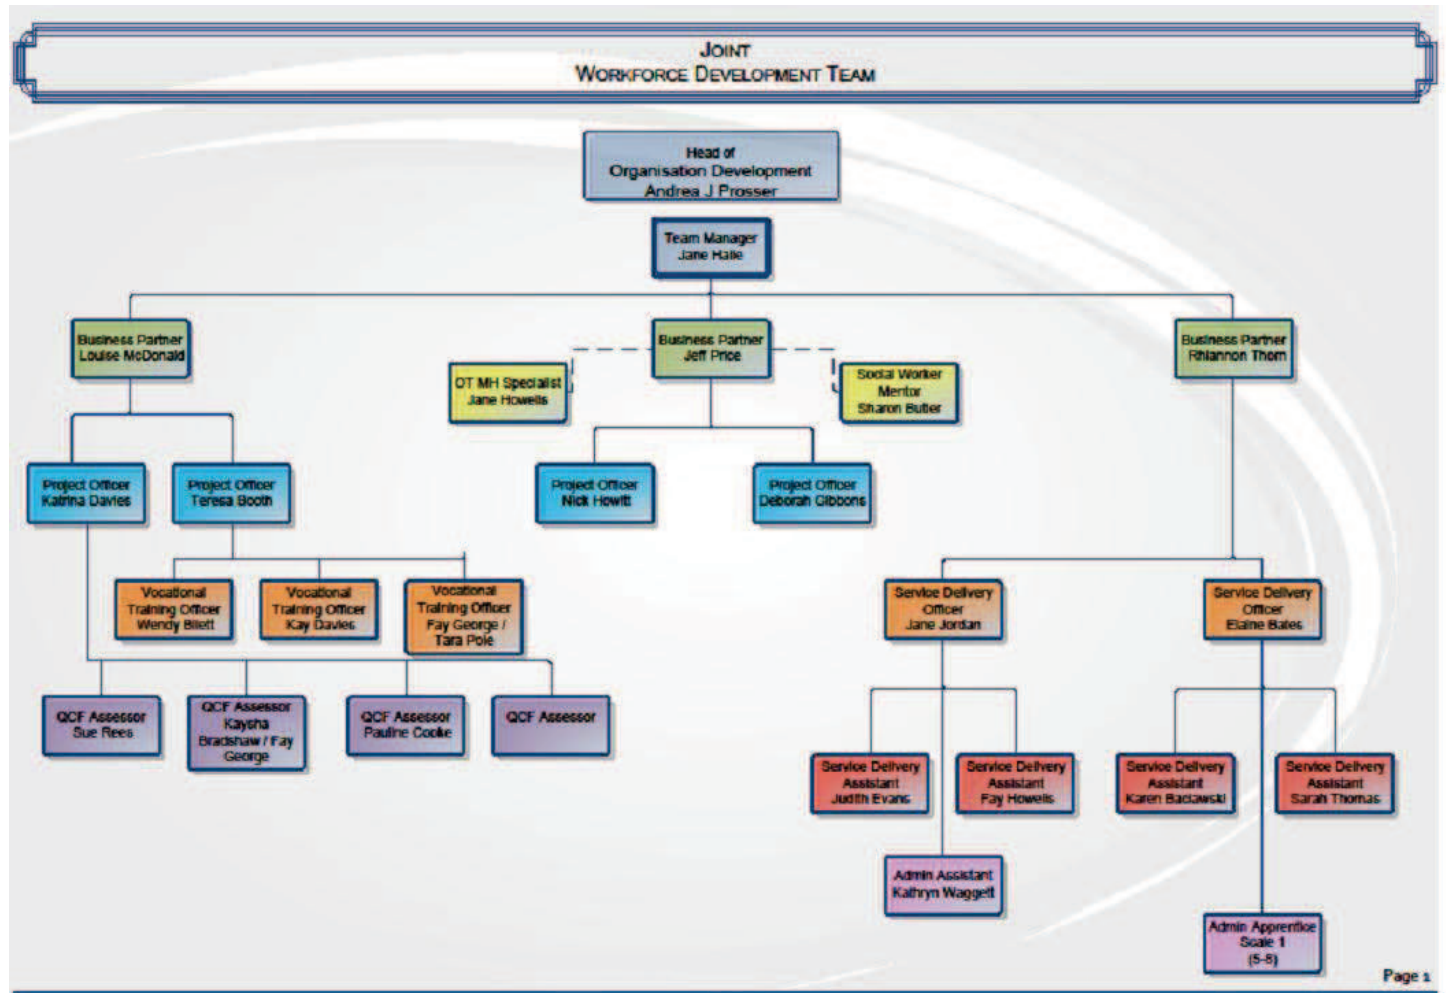 JOINT
WORKFORCE DEVELOPMENT TEAM
Head of
Organisation Development
Andrea J Prosser
Team Manager
Jane Halle
Business Partner
Louise McDonald
Business Partner
Jeff Price
Business Partner
Rhiannon Thorn
OT MH Specialist
Jane Howells
Social Worker
Mentor
Sharon Butler
Project Officer
Katrina Davies
Project Officer
Teresa Booth
Project Officer
Nick Howitt
Project Officer
Deborah Gibbons
Vocational
Training Officer
Wendy
Vocational
Training Officer
Kay Davies
Vocational
Training Officer
Fay George /
Tara Pole
Service Delivery
Officer
Jane Jordan
Service Delivery
Officer
Elaine Bates
QCF Assessor
Sue Rees
QCF Assessor
Kaysha
Bradshaw / Fay
George
QCF Assessor
Pauline Cooke
QCF Assessor
Service Delivery
Assistant
Judith Evans
Service Delivery
Assistant
Fay Howells
Service Delivery
Assistant
Karen Baclawski
Service Delivery
Assistant
Sarah Thomas
Admin Assistant
Kathryn Waggett
Admin Apprentice
Scale 1
(5-8)
Page 1